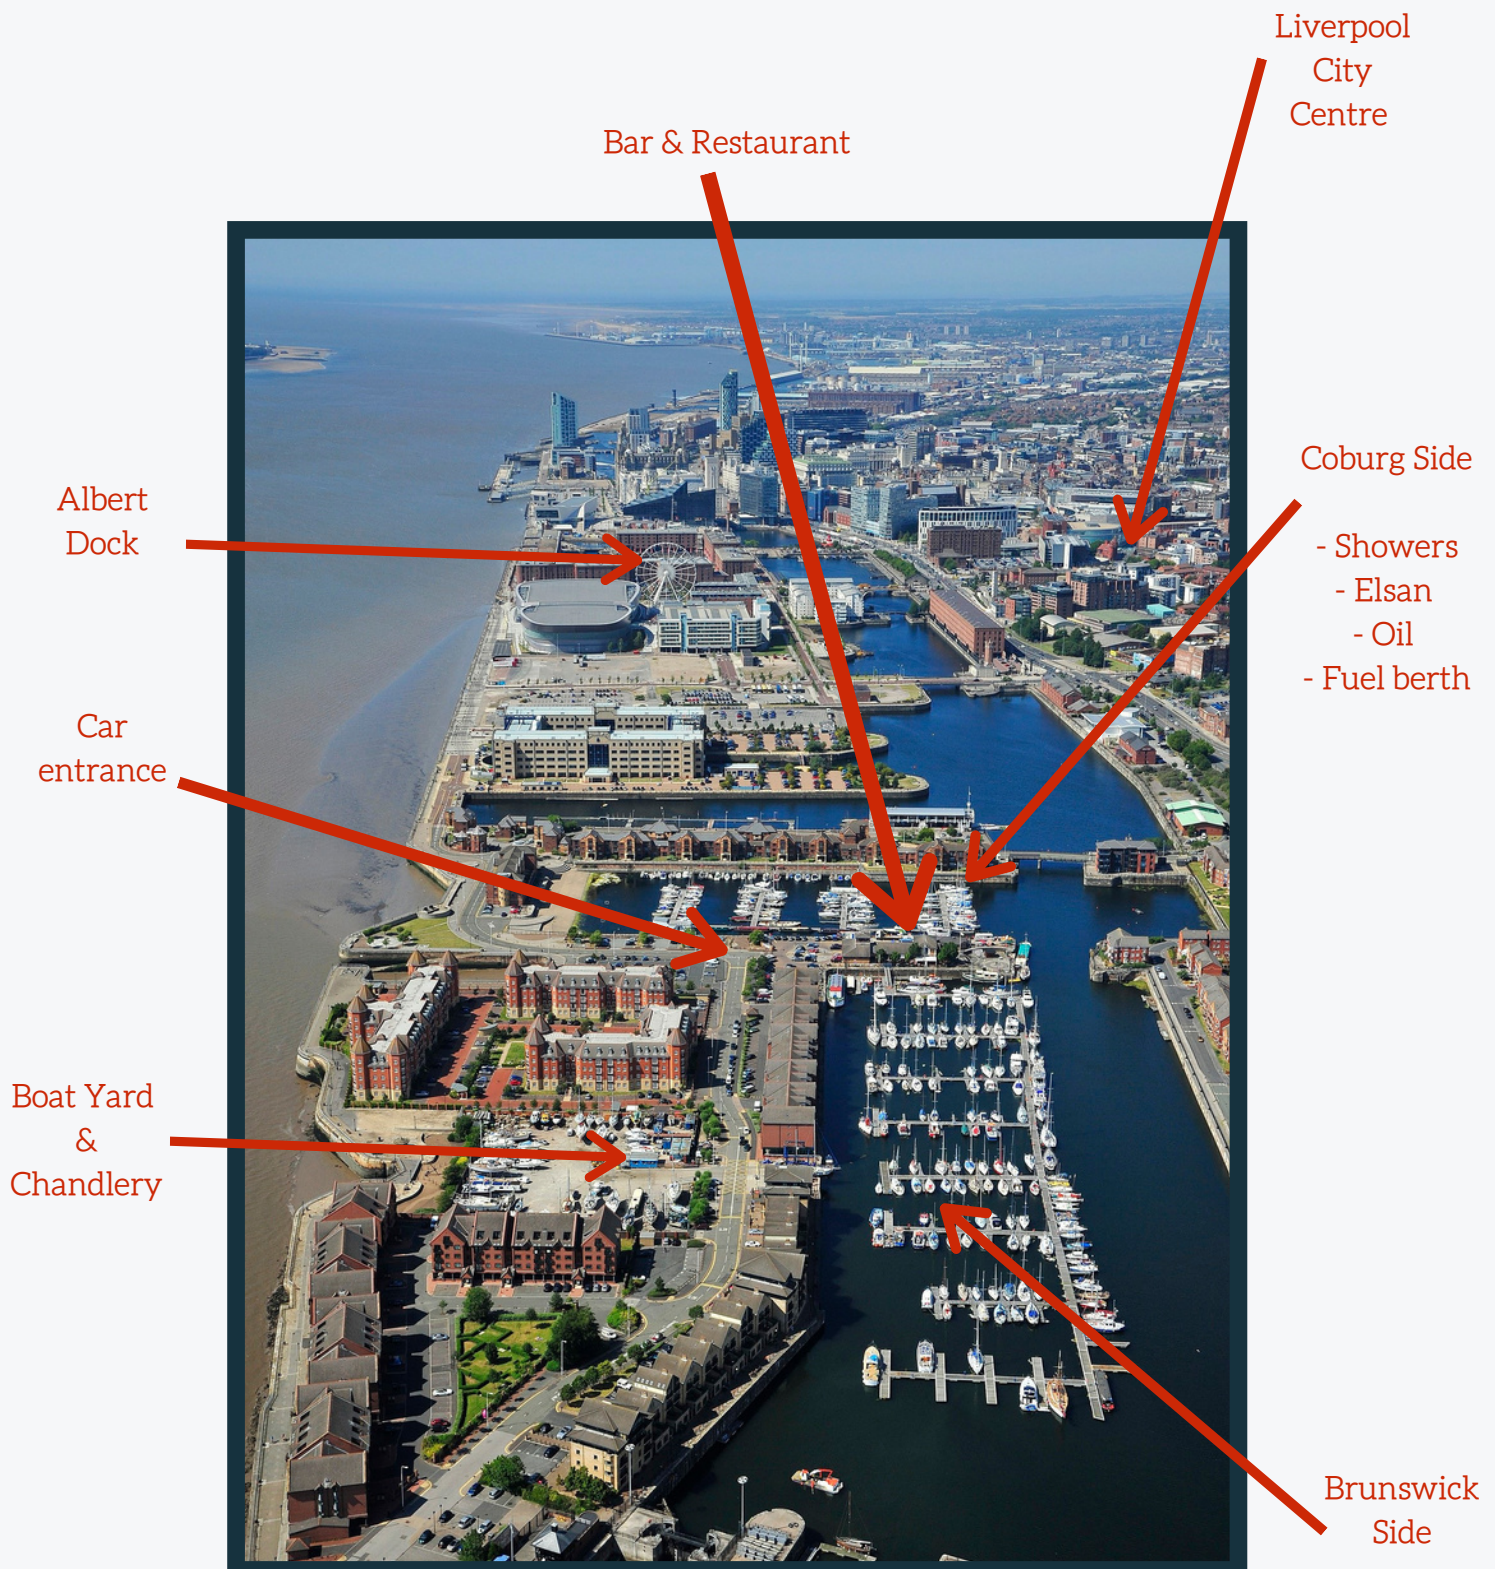 Liverpool
City
Centre
Bar & Restaurant
Coburg Side
- Showers
- Elsan
- Oil
- Fuel berth
Albert
Dock
Car
entrance
Boat Yard
&
Chandlery
Brunswick
Side